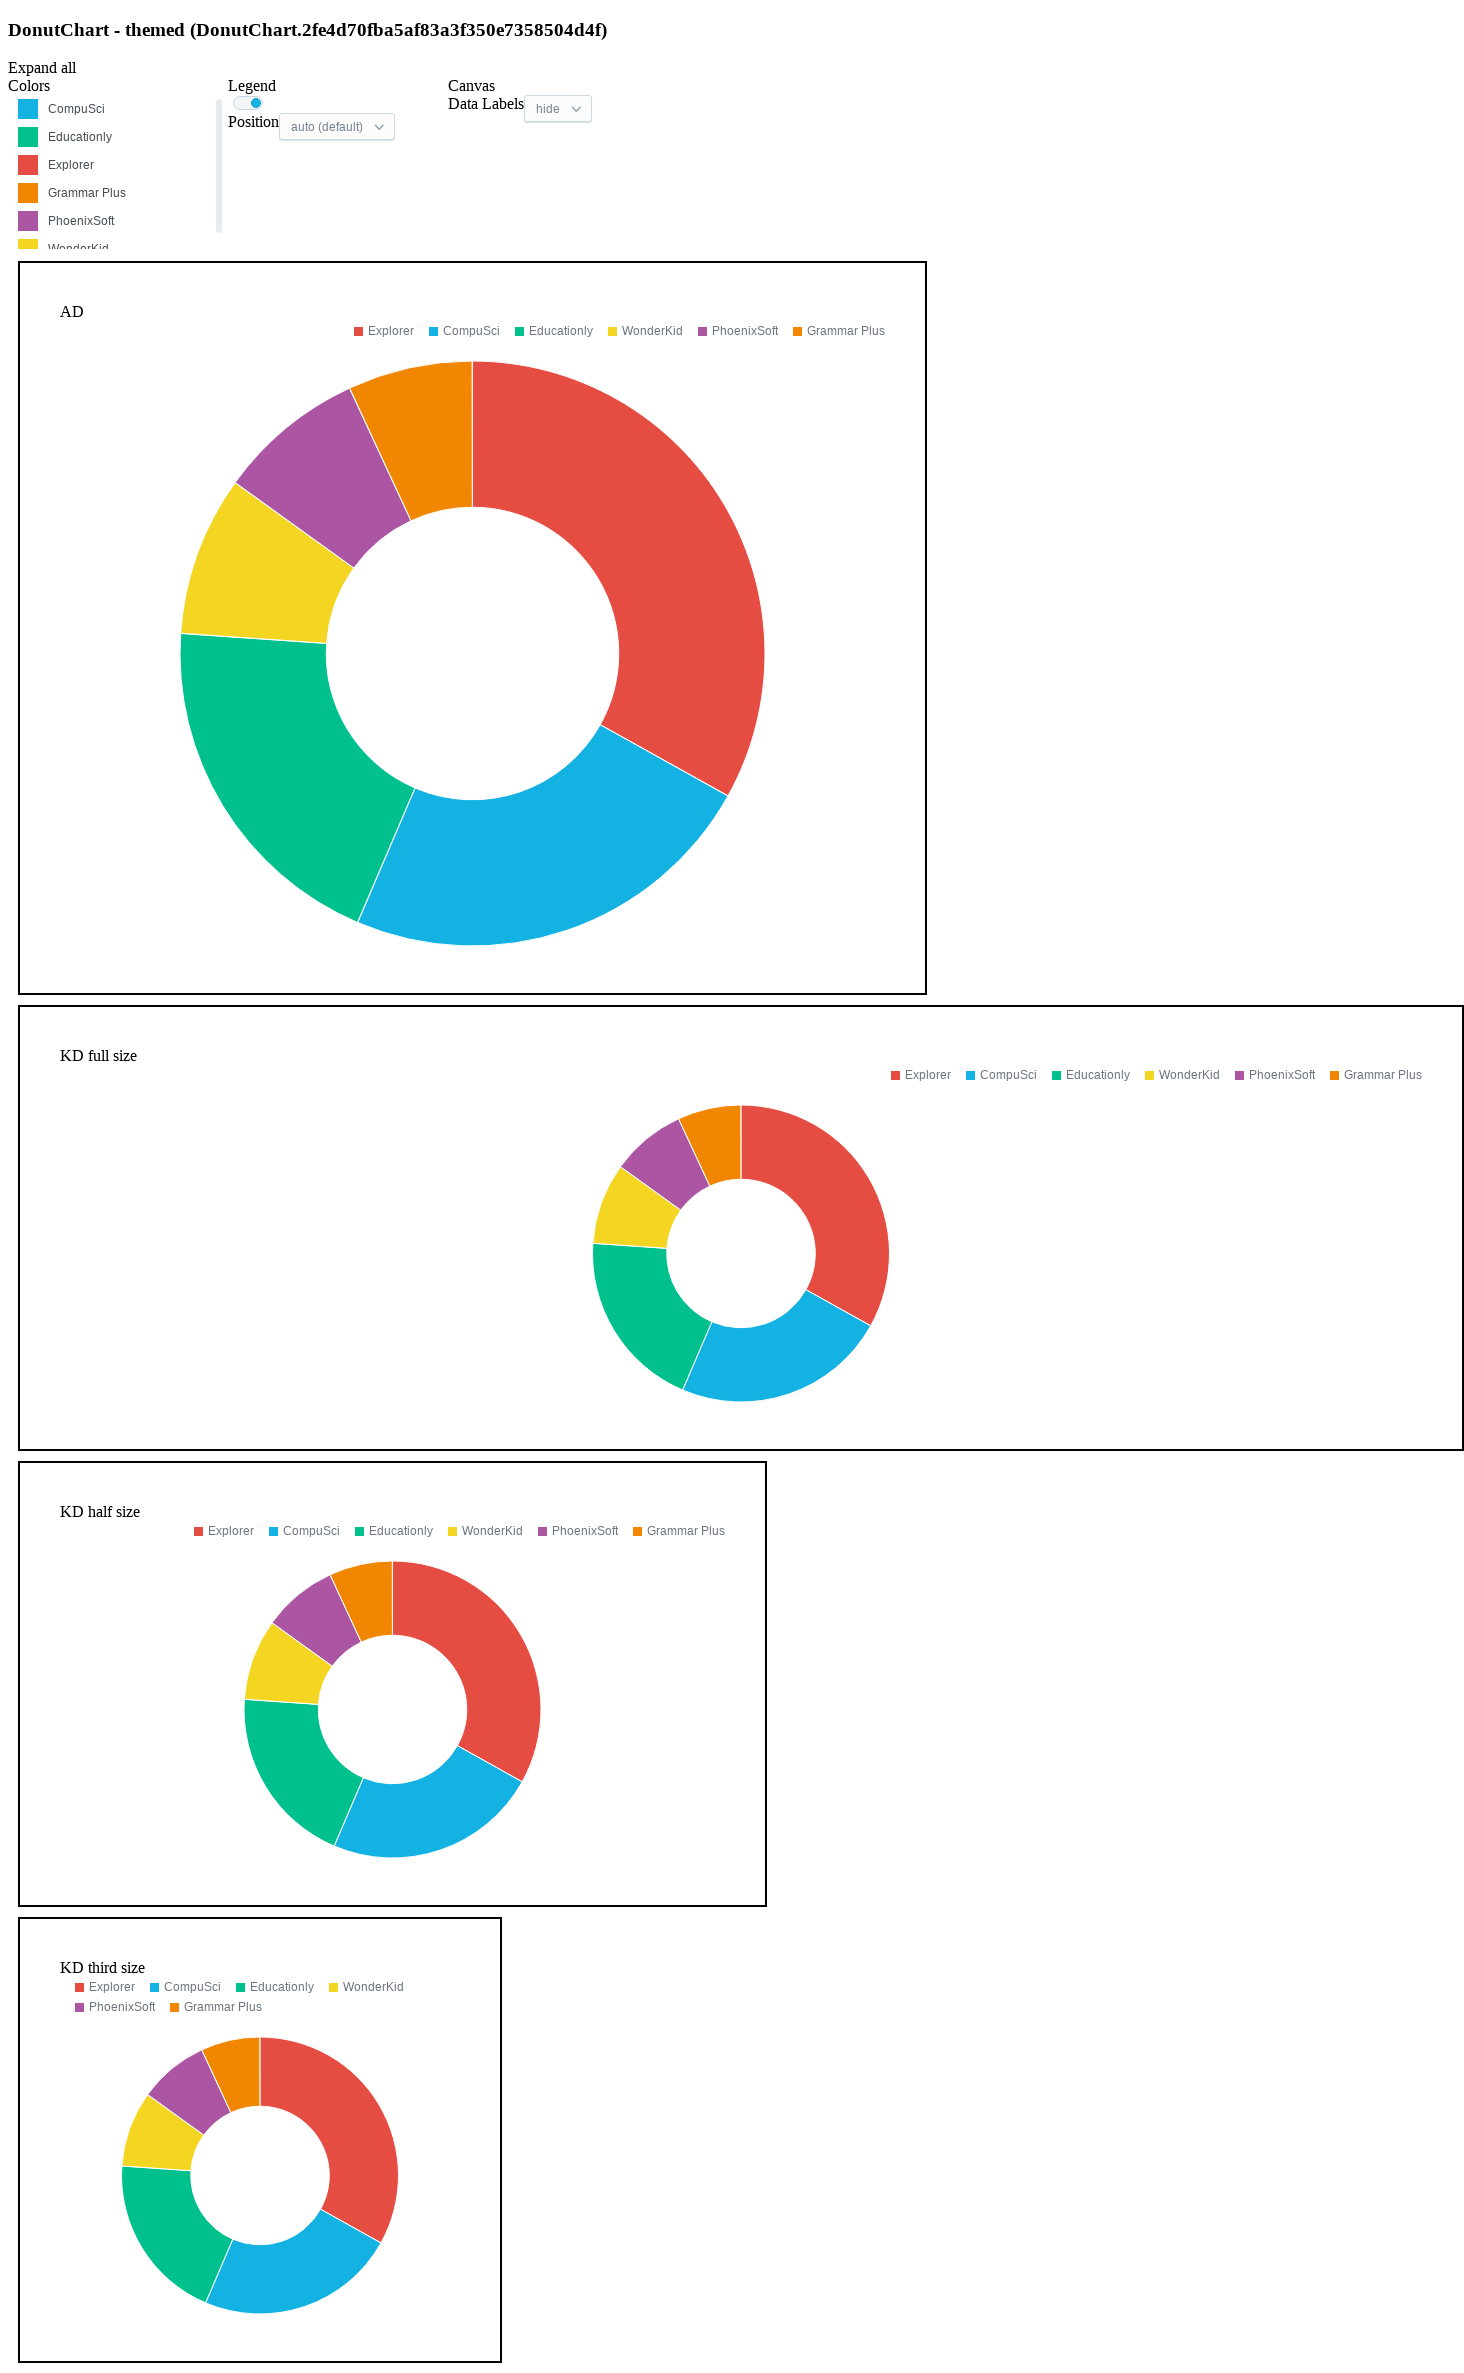 DonutChart - themed (DonutChart.2fe4d70fba5af83a3f350e7358504d4f)
Expand all
Colors
CompuSci
Educationly
Explorer
Grammar Plus
PhoenixSoft
WonderKid
Legend
Position auto (default)
Canvas
Data Labels hide
AD
Explorer CompuSci Educationly WonderKid PhoenixSoft Grammar Plus
KD full size
Explorer CompuSci Educationly WonderKid PhoenixSoft Grammar Plus
KD half size
Explorer CompuSci Educationly WonderKid PhoenixSoft Grammar Plus
KD third size
Explorer CompuSci Educationly WonderKid
PhoenixSoft Grammar Plus